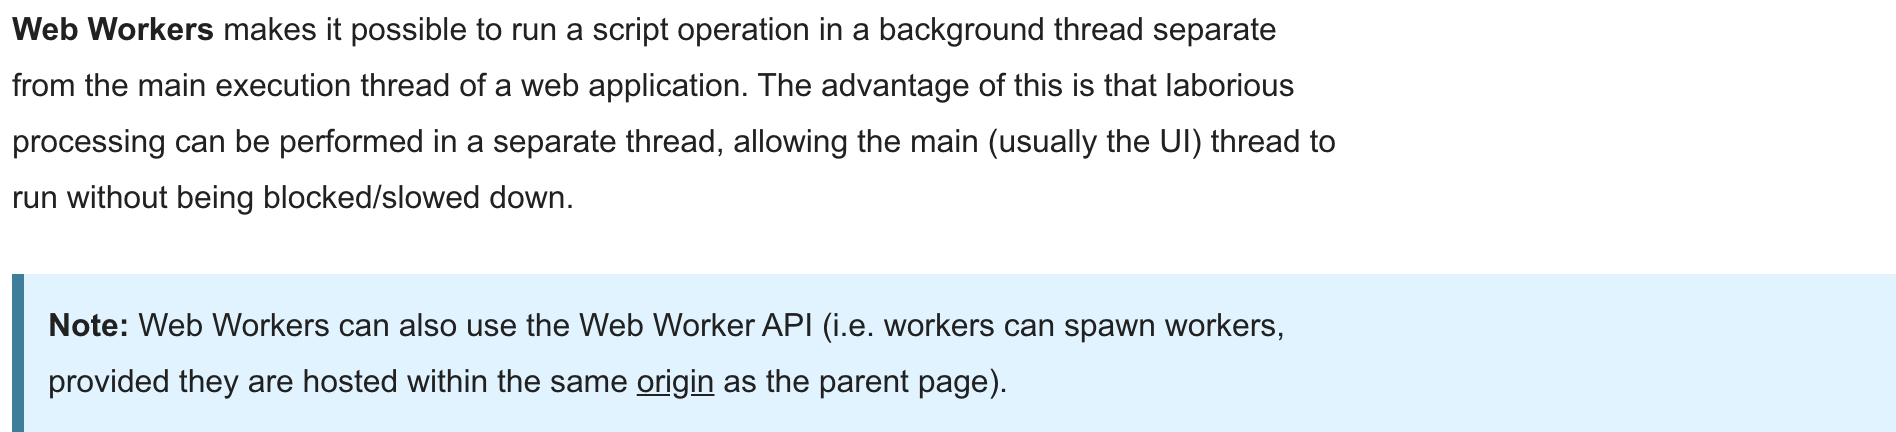 Web Workers makes it possible to run a script operation in a background thread separate
from the main execution thread of a web application. The advantage of this is that laborious
processing can be performed in a separate thread, allowing the main (usually the UI) thread to
run without being blocked/slowed down.
Note: Web Workers can also use the Web Worker API (i.e. workers can spawn workers,
provided they are hosted within the same origin as the parent page).